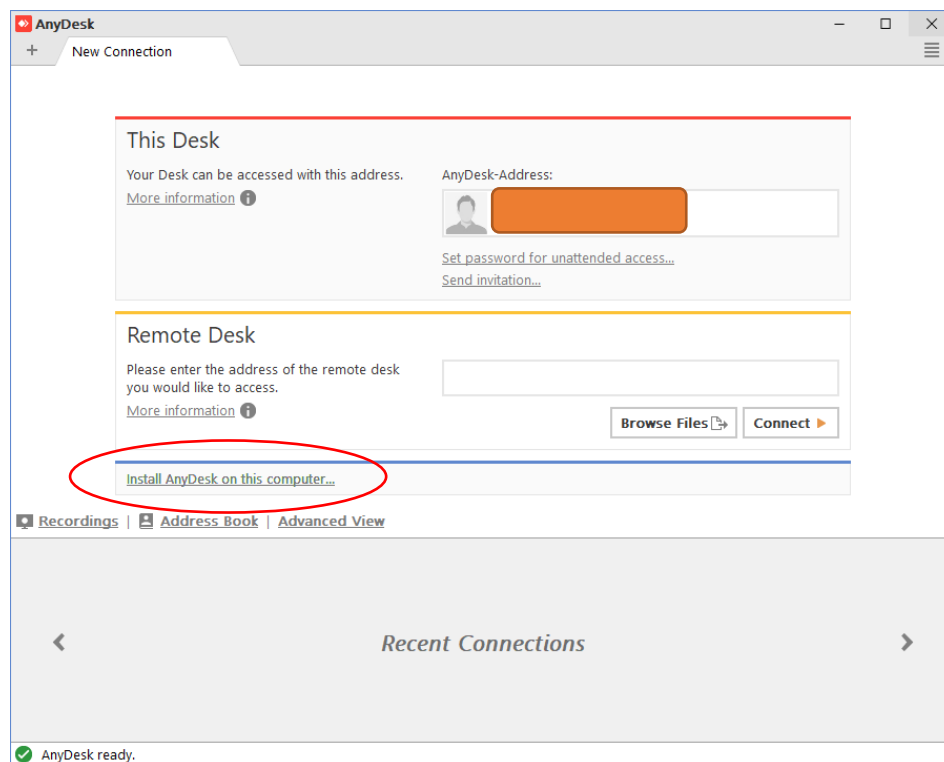 AnyDesk
New Connection
This Desk
Your Desk can be accessed with this address.
More information
AnyDesk-Address:
Set password for unattended access...
Send invitation...
Remote Desk
Please enter the address of the remote desk
you would like to access.
More information
Browse Files
Connect
Install AnyDesk on this computer...
Recordings | Address Book | Advanced View
Recent Connections
AnyDesk ready.